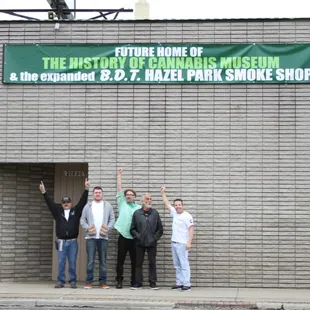 FUTURE HOME OF
THE HISTORY OF CANNABIS MUSEUM
& the expanded B.D.T. HAZEL PARK SMOKE SHOP